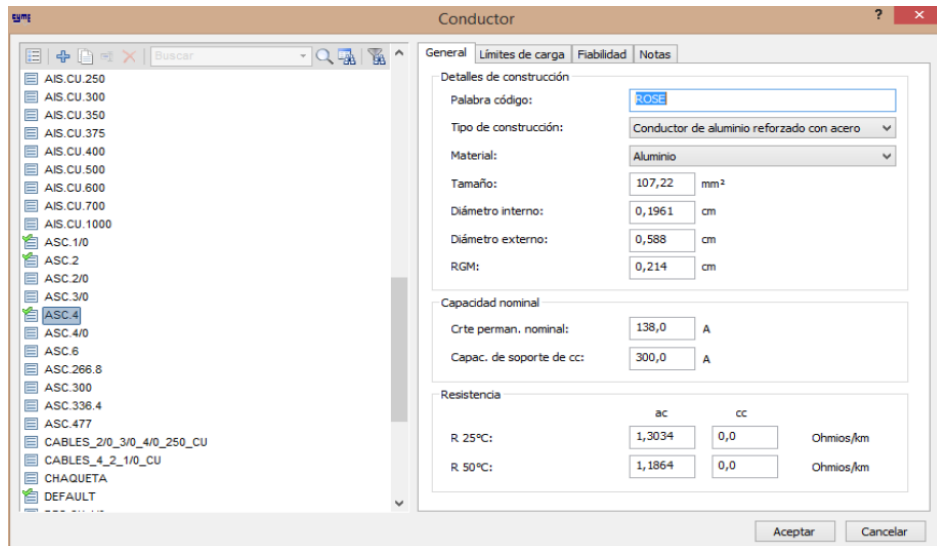 CYME
Conductor
?
×
Buscar
AIS.CU.250
AIS.CU.300
AIS.CU.350
AIS.CU.375
AIS.CU.400
AIS.CU.500
AIS.CU.600
AIS.CU.700
AIS.CU.1000
ASC.1/0
ASC.2
ASC.2/0
ASC.3/0
ASC.4
ASC.4/0
ASC.6
ASC.266.8
ASC.300
ASC.336.4
ASC.477
CABLES_2/0_3/0_4/0_250_CU
CABLES_4_2_1/0_CU
CHAQUETA
DEFAULT
General Límites de carga Fiabilidad Notas
Detalles de construcción
Palabra código: ROSE
Tipo de construcción: Conductor de aluminio reforzado con acero
Material: Aluminio
Tamaño: 107,22 mm²
Diámetro interno: 0,1961 cm
Diámetro externo: 0,588 cm
RGM: 0,214 cm
Capacidad nominal
Crte perman. nominal: 138,0 A
Capac. de soporte de cc: 300,0 A
Resistencia
ac cc
R 25°C: 1,3034 0,0 Ohmios/km
R 50°C: 1,1864 0,0 Ohmios/km
Aceptar Cancelar